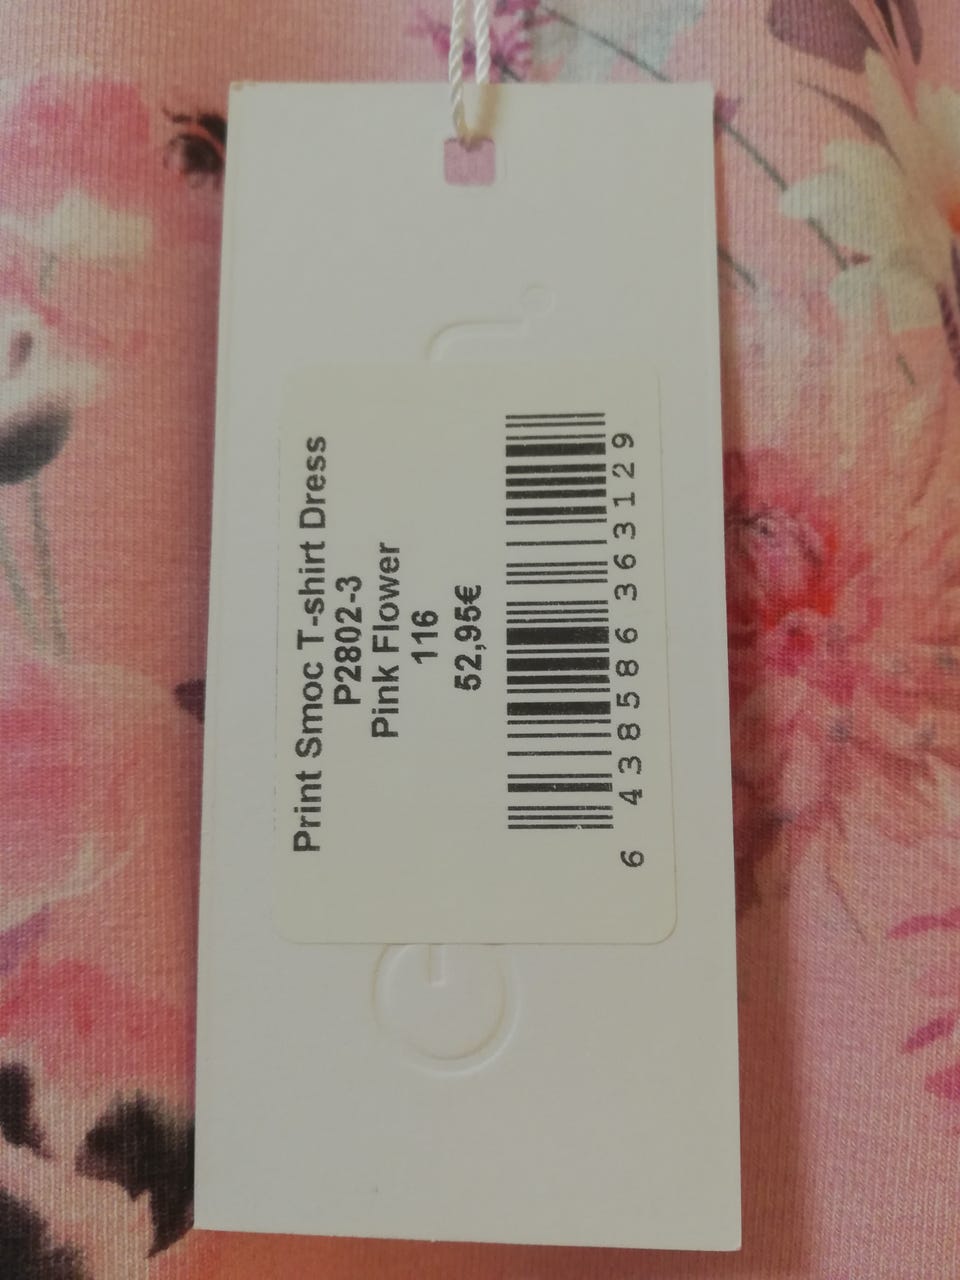 Print Smoc T-shirt Dress
P2802-3
Pink Flower
116
52,95€
6 438586 363129